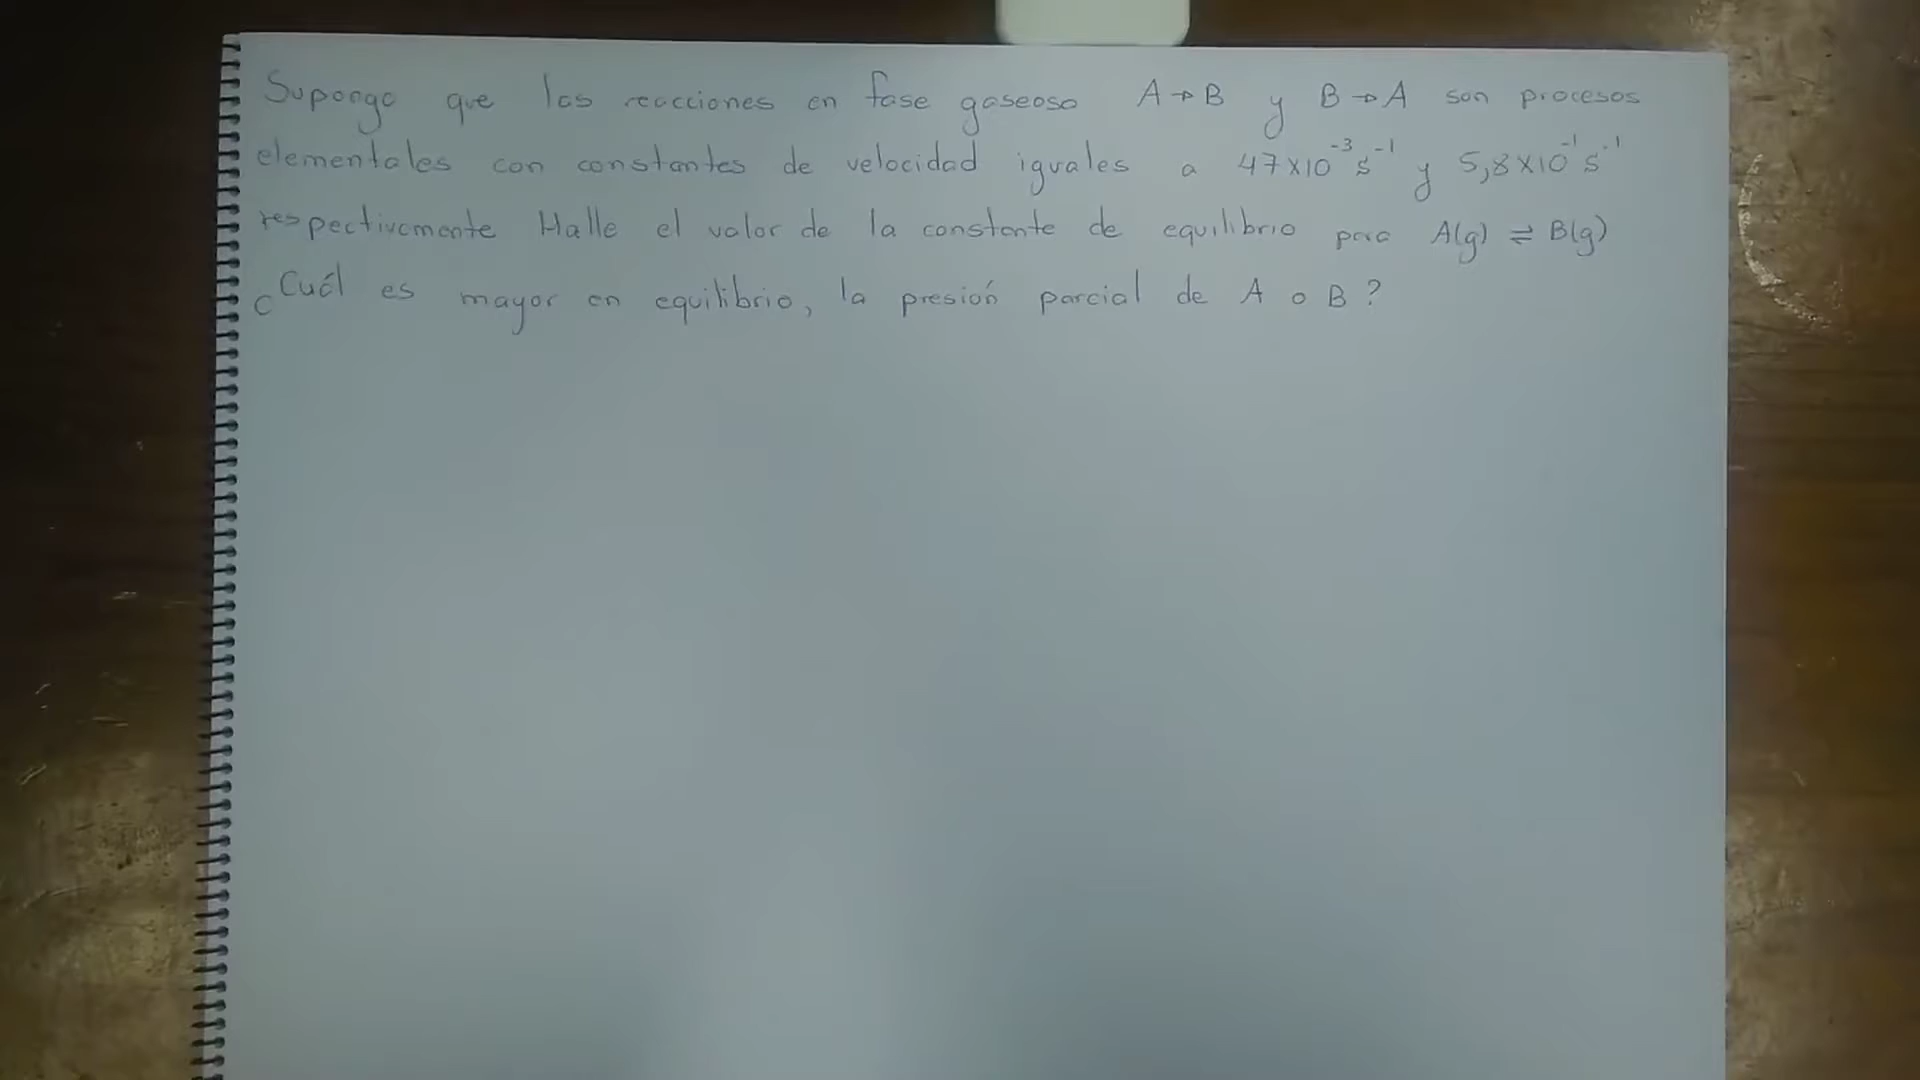 Suponga que las reacciones en fase gaseosa A→B y B→A son procesos
elementales con constantes de velocidad iguales a 47×10⁻³s⁻¹ y 5,8×10⁻¹s⁻¹
respectivamente Halle el valor de la constante de equilibrio para A(g) ⇌ B(g)
¿Cuál es mayor en equilibrio, la presión parcial de A o B?